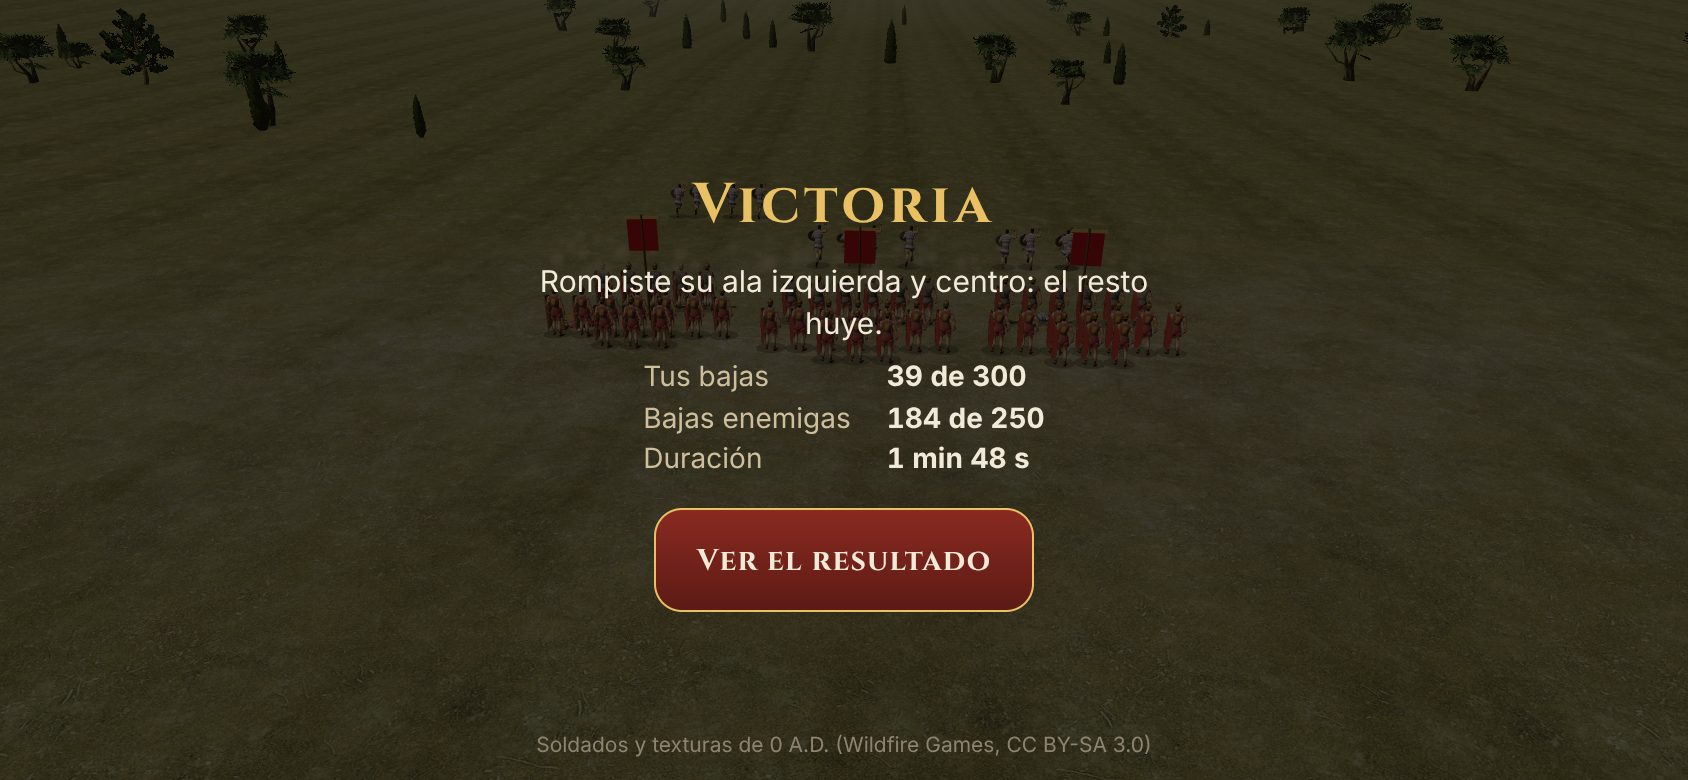 VICTORIA
Rompiste su ala izquierda y centro: el resto
huye.
Tus bajas 39 de 300
Bajas enemigas 184 de 250
Duración 1 min 48 s
VER EL RESULTADO
Soldados y texturas de 0 A.D. (Wildfire Games, CC BY-SA 3.0)